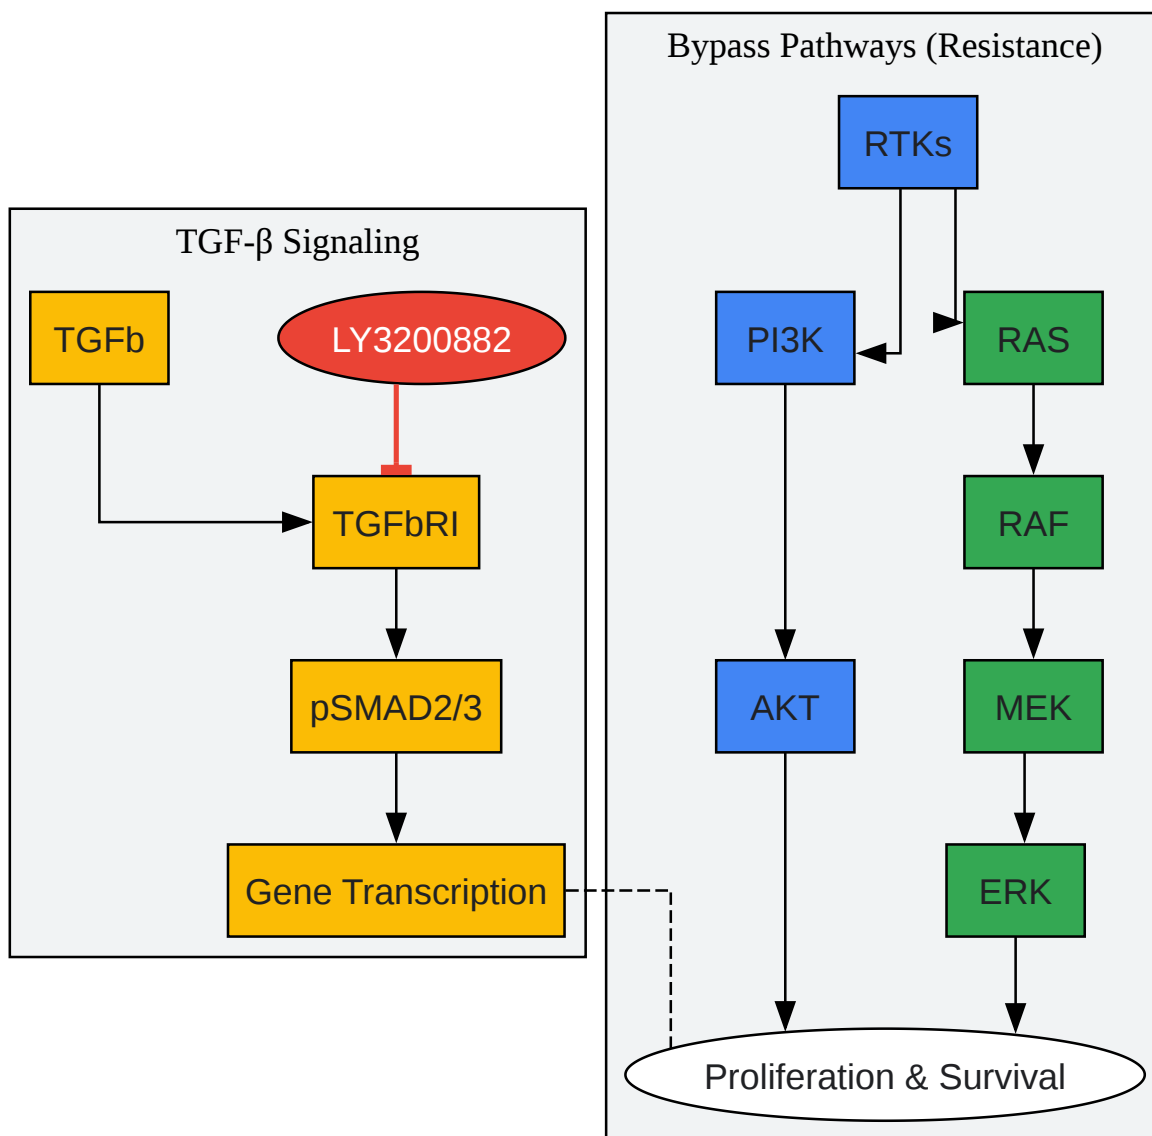 Bypass Pathways (Resistance)
RTKs
TGF-β Signaling
TGFb
LY3200882
PI3K
RAS
TGFbRI
RAF
pSMAD2/3
AKT
MEK
Gene Transcription
ERK
Proliferation & Survival